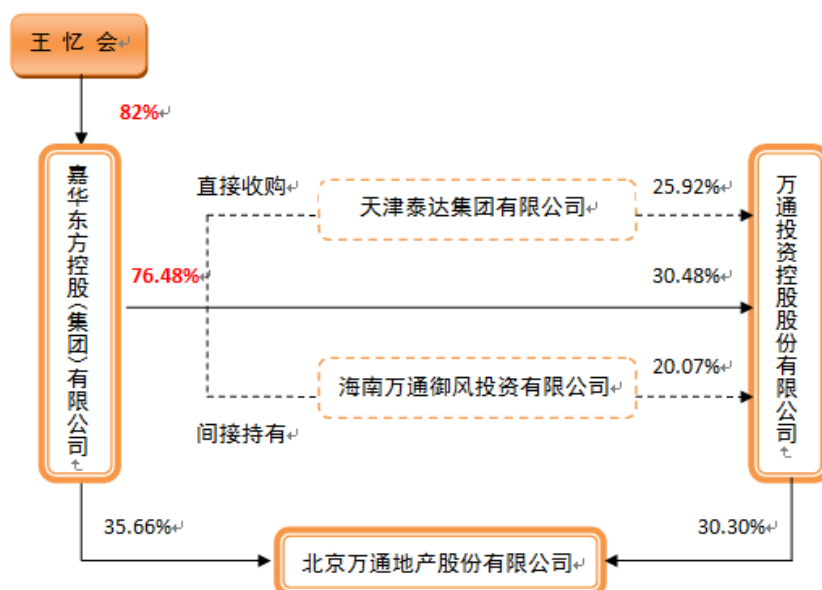 王 忆 会
82%
嘉华东方控股（集团）有限公司
直接收购
天津泰达集团有限公司
25.92%
万通投资控股股份有限公司
76.48%
30.48%
海南万通御风投资有限公司
20.07%
间接持有
35.66%
30.30%
北京万通地产股份有限公司